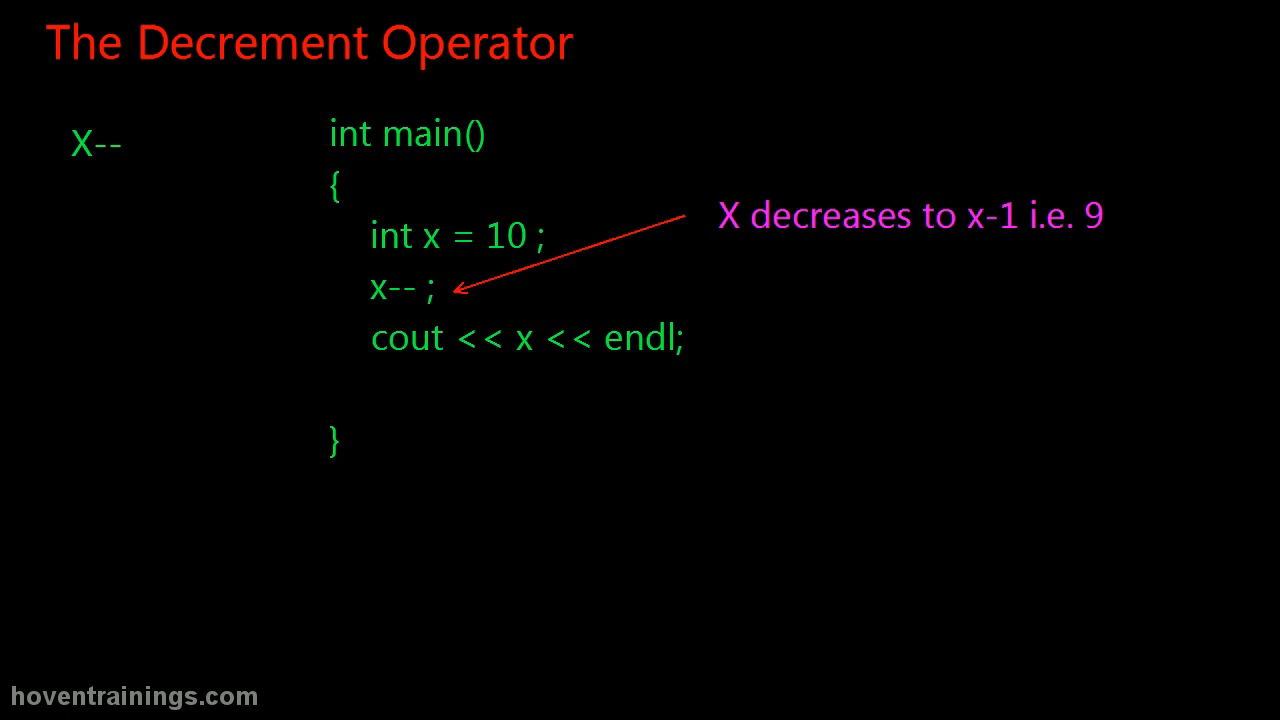 The Decrement Operator
X--
int main()
{
int x = 10 ;
x-- ;
cout << x << endl;
}
X decreases to x-1 i.e. 9
hoventrainings.com